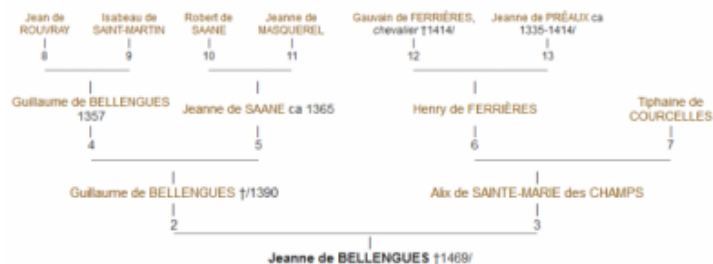 Jean de ROUVRAY
Isabeau de SAINT-MARTIN
Robert de SAANE
Jeanne de MASQUEREL
Gauvain de FERRIÈRES, chevalier †1414/
Jeanne de PRÉAUX ca 1335-1414/
8
9
10
11
12
13
Guillaume de BELLENGUES 1357
Jeanne de SAANE ca 1365
Henry de FERRIÈRES
Tiphaine de COURCELLES
4
5
6
7
Guillaume de BELLENGUES †/1390
Alix de SAINTE-MARIE des CHAMPS
2
3
Jeanne de BELLENGUES †1469/